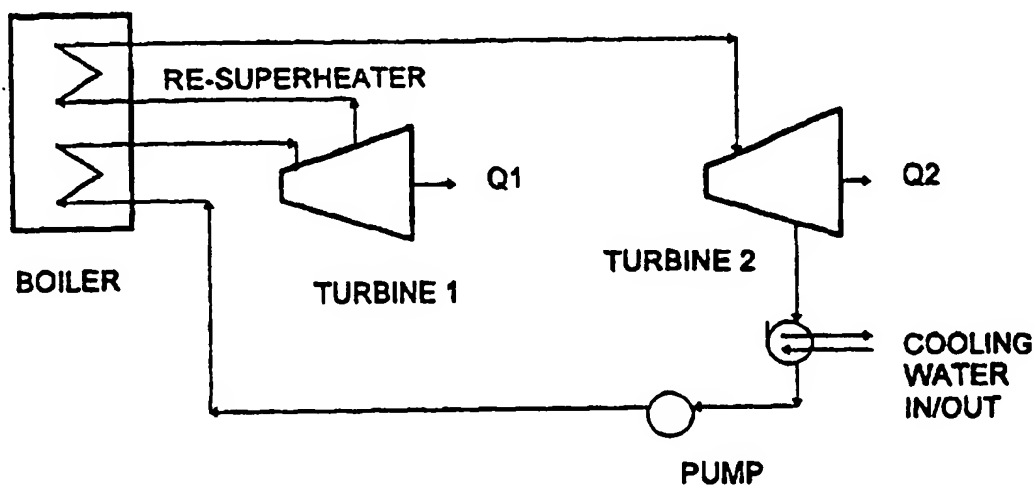 RE-SUPERHEATER
Q1
Q2
BOILER
TURBINE 1
TURBINE 2
COOLING
WATER
IN/OUT
PUMP